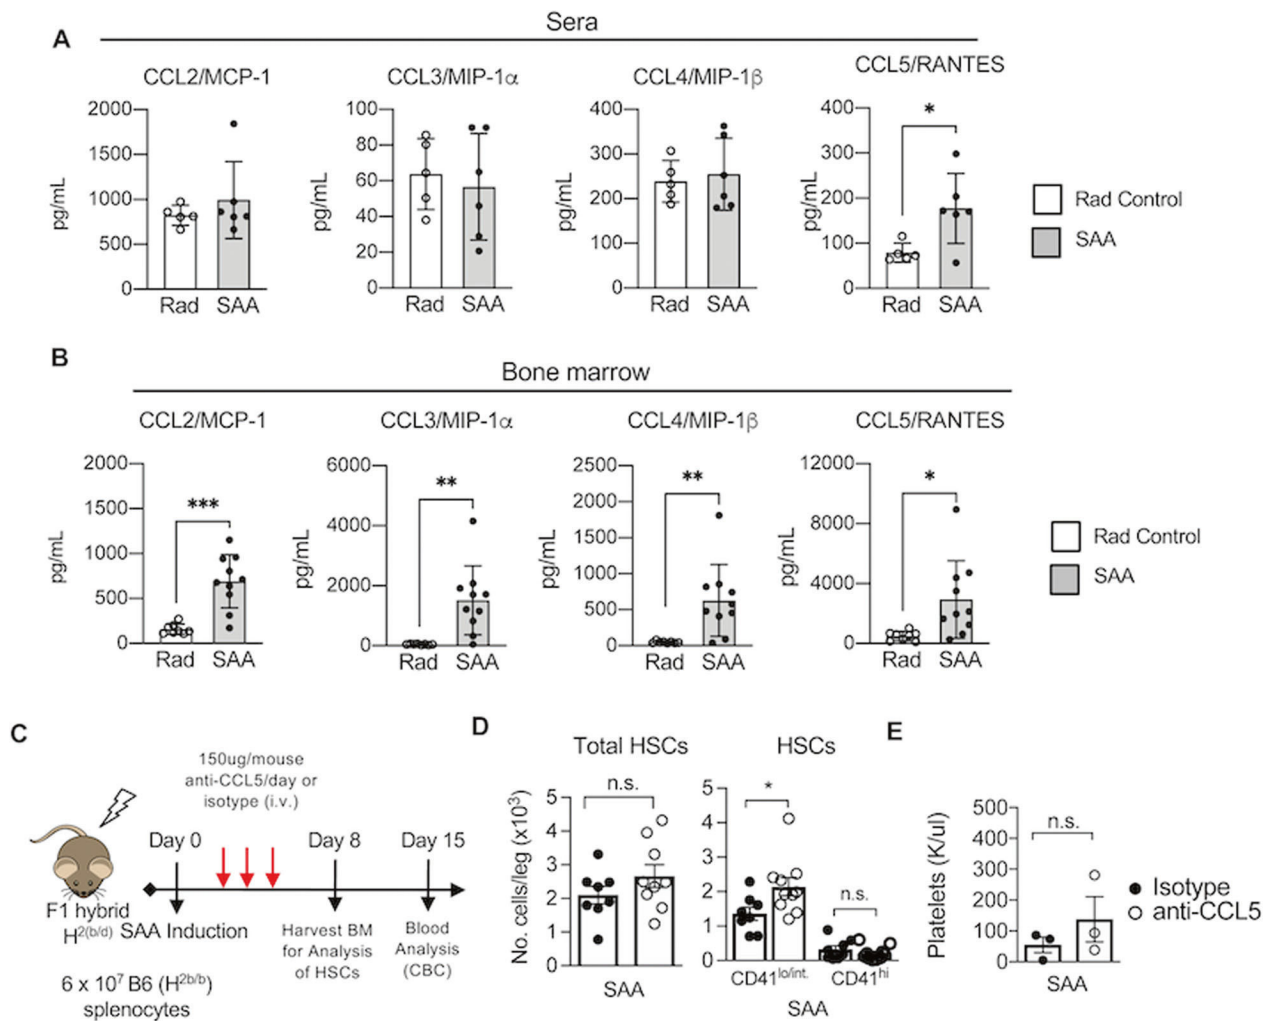 A
Sera
CCL2/MCP-1
CCL3/MIP-1α
CCL4/MIP-1β
CCL5/RANTES
pg/mL
2000
1500
1000
500
0
Rad SAA
pg/mL
100
80
60
40
20
0
Rad SAA
pg/mL
400
300
200
100
0
Rad SAA
pg/mL
400
300
200
100
0
*
Rad SAA
Rad Control
SAA
B
Bone marrow
CCL2/MCP-1
CCL3/MIP-1α
CCL4/MIP-1β
CCL5/RANTES
pg/mL
2000
1500
1000
500
0
***
Rad SAA
pg/mL
6000
4000
2000
0
**
Rad SAA
pg/mL
2500
2000
1500
1000
500
0
**
Rad SAA
pg/mL
12000
8000
4000
0
*
Rad SAA
Rad Control
SAA
C
150ug/mouse
anti-CCL5/day or
isotype (i.v.)
Day 0
Day 8
Day 15
F1 hybrid
H2(b/d)
SAA Induction
6 x 10⁷ B6 (H2b/b)
splenocytes
Harvest BM
for Analysis
of HSCs
Blood
Analysis
(CBC)
D
Total HSCs
No. cells/leg (x10³)
5
4
3
2
1
0
n.s.
SAA
HSCs
5
4
3
2
1
0
*
n.s.
CD41lo/int.
CD41hi
SAA
E
Platelets (K/ul)
500
400
300
200
100
0
n.s.
SAA
Isotype
anti-CCL5